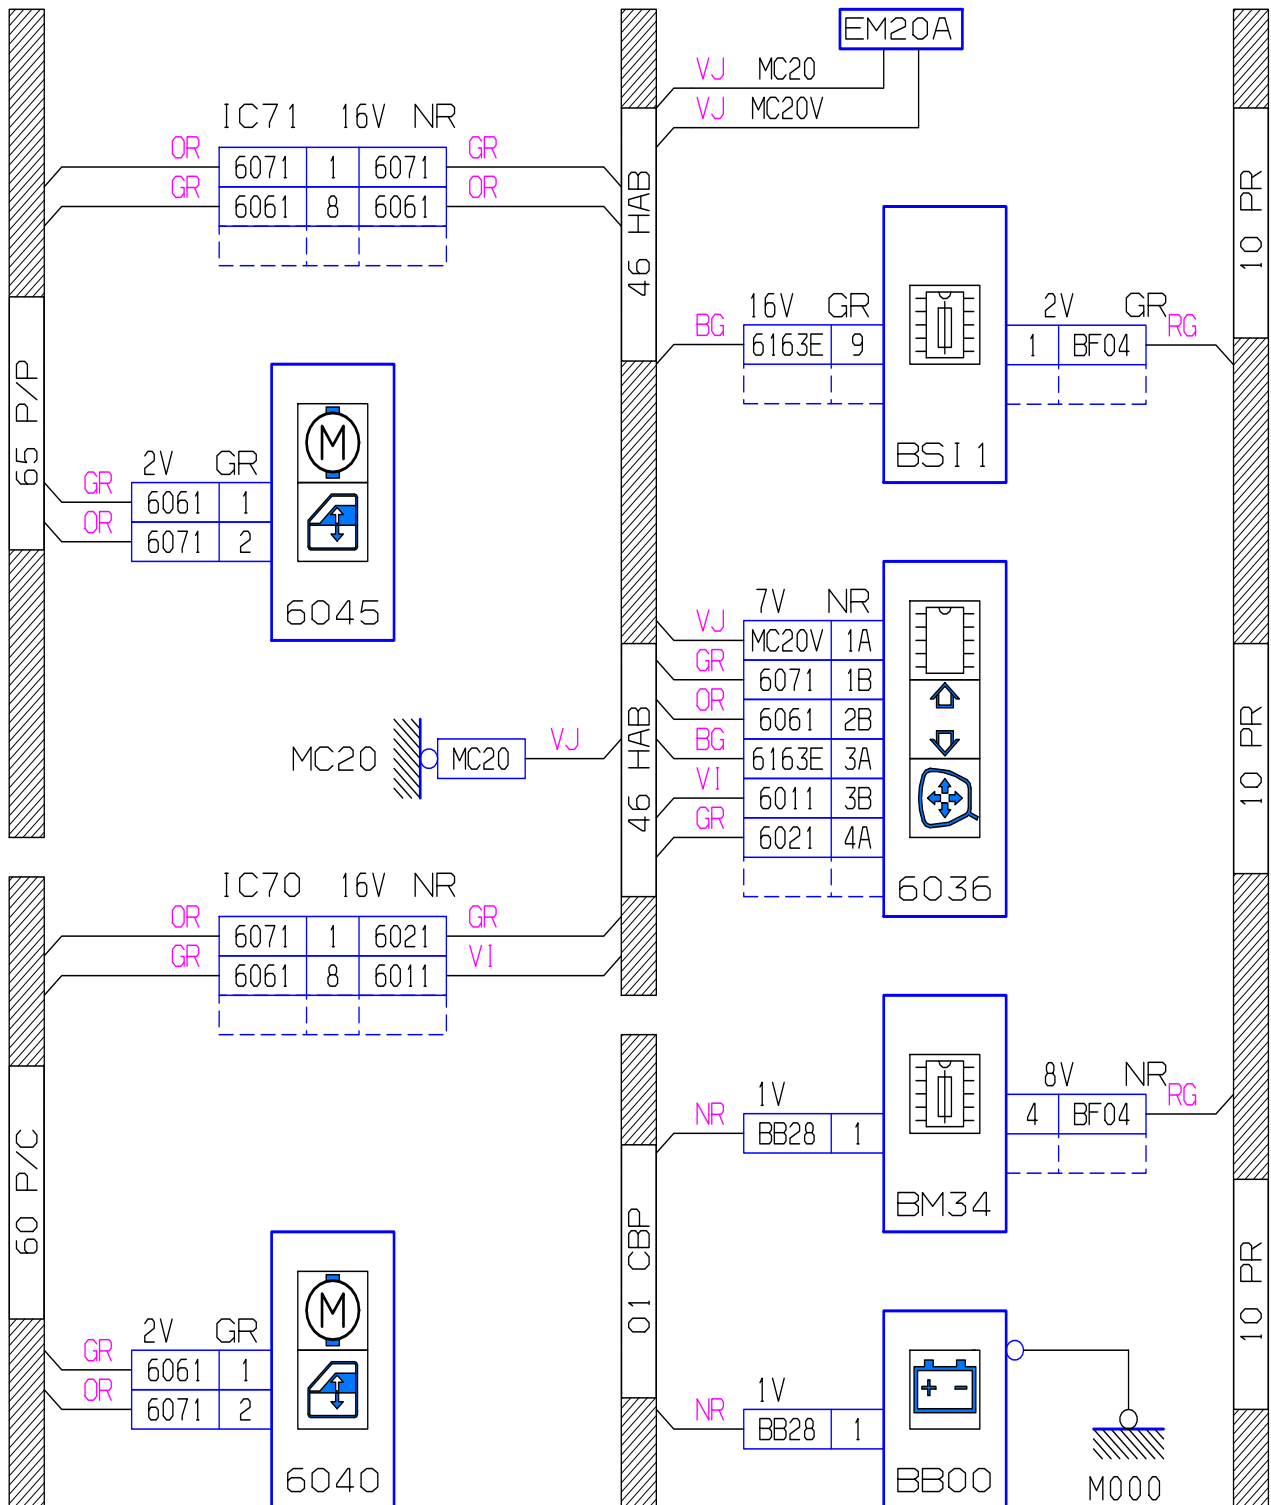 EM20A
VJ MC20
VJ MC20V
IC71 16V NR
OR 6071 1 6071 GR
GR 6061 8 6061 OR
46 HAB
10 PR
16V GR
BG 6163E 9
2V GR
1 BF04 RG
BSI1
65 P/P
2V GR
GR 6061 1
OR 6071 2
6045
7V NR
VJ MC20V 1A
GR 6071 1B
OR 6061 2B
BG 6163E 3A
VI 6011 3B
GR 6021 4A
6036
MC20 MC20 VJ
46 HAB
10 PR
IC70 16V NR
OR 6071 1 6021 GR
GR 6061 8 6011 VI
8V NR
4 BF04 RG
1V
NR BB28 1
BM34
60 P/C
01 CBP
10 PR
2V GR
GR 6061 1
OR 6071 2
6040
1V
NR BB28 1
BB00
M000
M
M
+ -